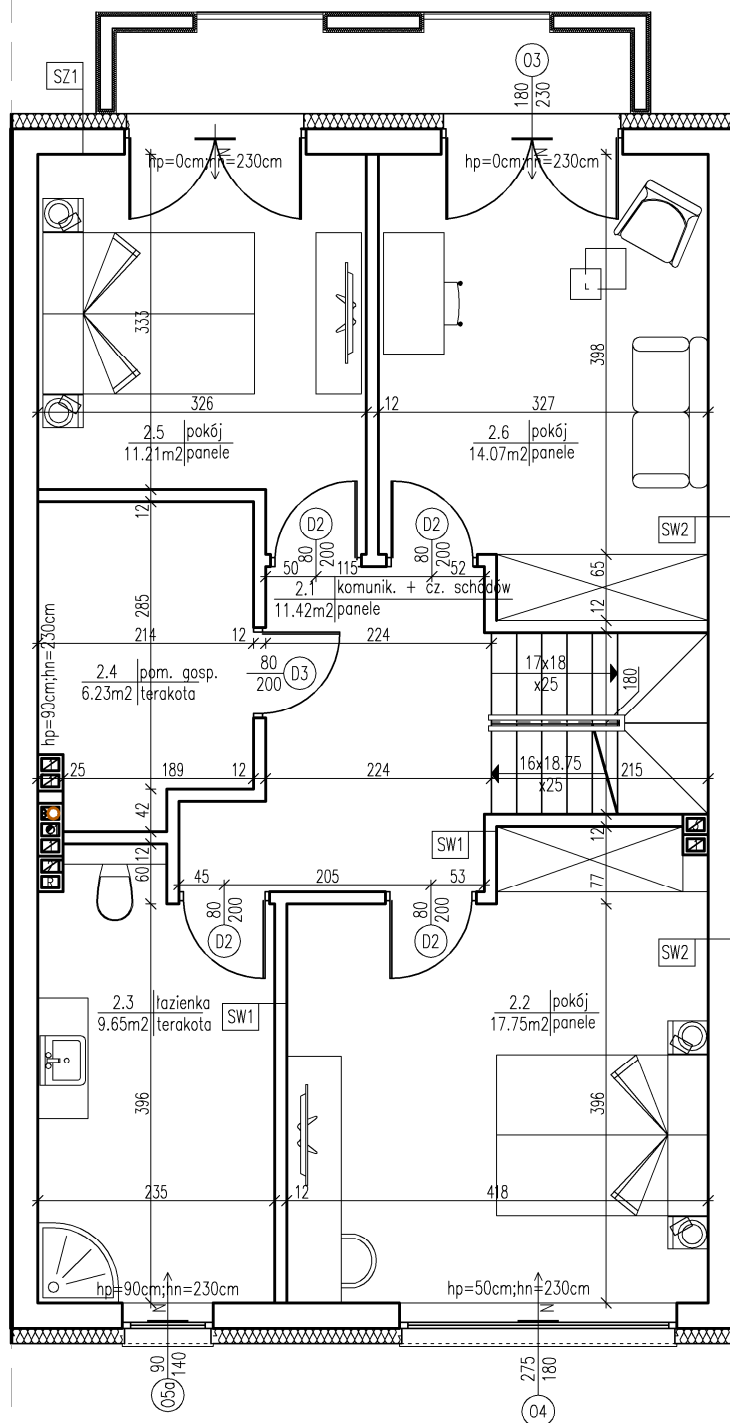 SZ1
O3
180
230
hp=0cm;hn=230cm
hp=0cm;hn=230cm
N
N
333
398
326
12
327
2.5 pokój
11.21m2 panele
2.6 pokój
14.07m2 panele
12
D2
80
200
D2
80
200
SW2
50
115
52
2.1 komunik. + cz. schodów
11.42m2 panele
65
12
285
214
12
224
hp=90cm;hn=230cm
2.4 pom. gosp.
6.23m2 terakota
80
200
D3
17x18
x25
180
25
189
12
224
16x18.75
x25
215
42
12
60
SW1
12
77
45
205
53
80
200
D2
80
200
D2
R
SW2
2.3 łazienka
9.65m2 terakota
SW1
2.2 pokój
17.75m2 panele
396
396
235
12
418
hp=90cm;hn=230cm
hp=50cm;hn=230cm
N
N
90
140
O5a
275
180
O4